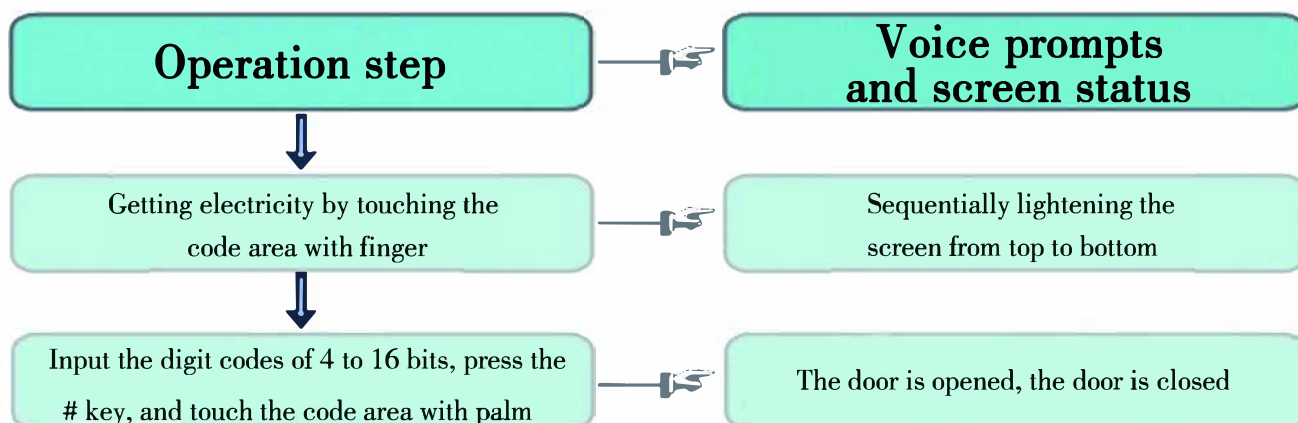 Operation step
Voice prompts
and screen status
Getting electricity by touching the
code area with finger
Sequentially lightening the
screen from top to bottom
Input the digit codes of 4 to 16 bits, press the
# key, and touch the code area with palm
The door is opened, the door is closed